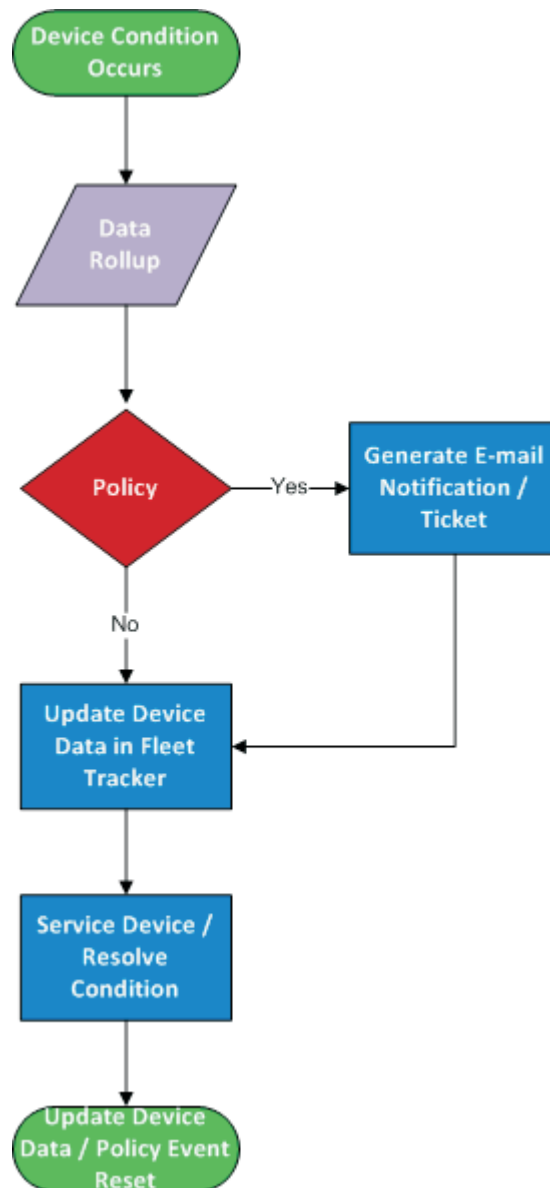 Device Condition
Occurs
Data
Rollup
Policy
Yes
Generate E-mail
Notification /
Ticket
No
Update Device
Data in Fleet
Tracker
Service Device /
Resolve
Condition
Update Device
Data / Policy Event
Reset